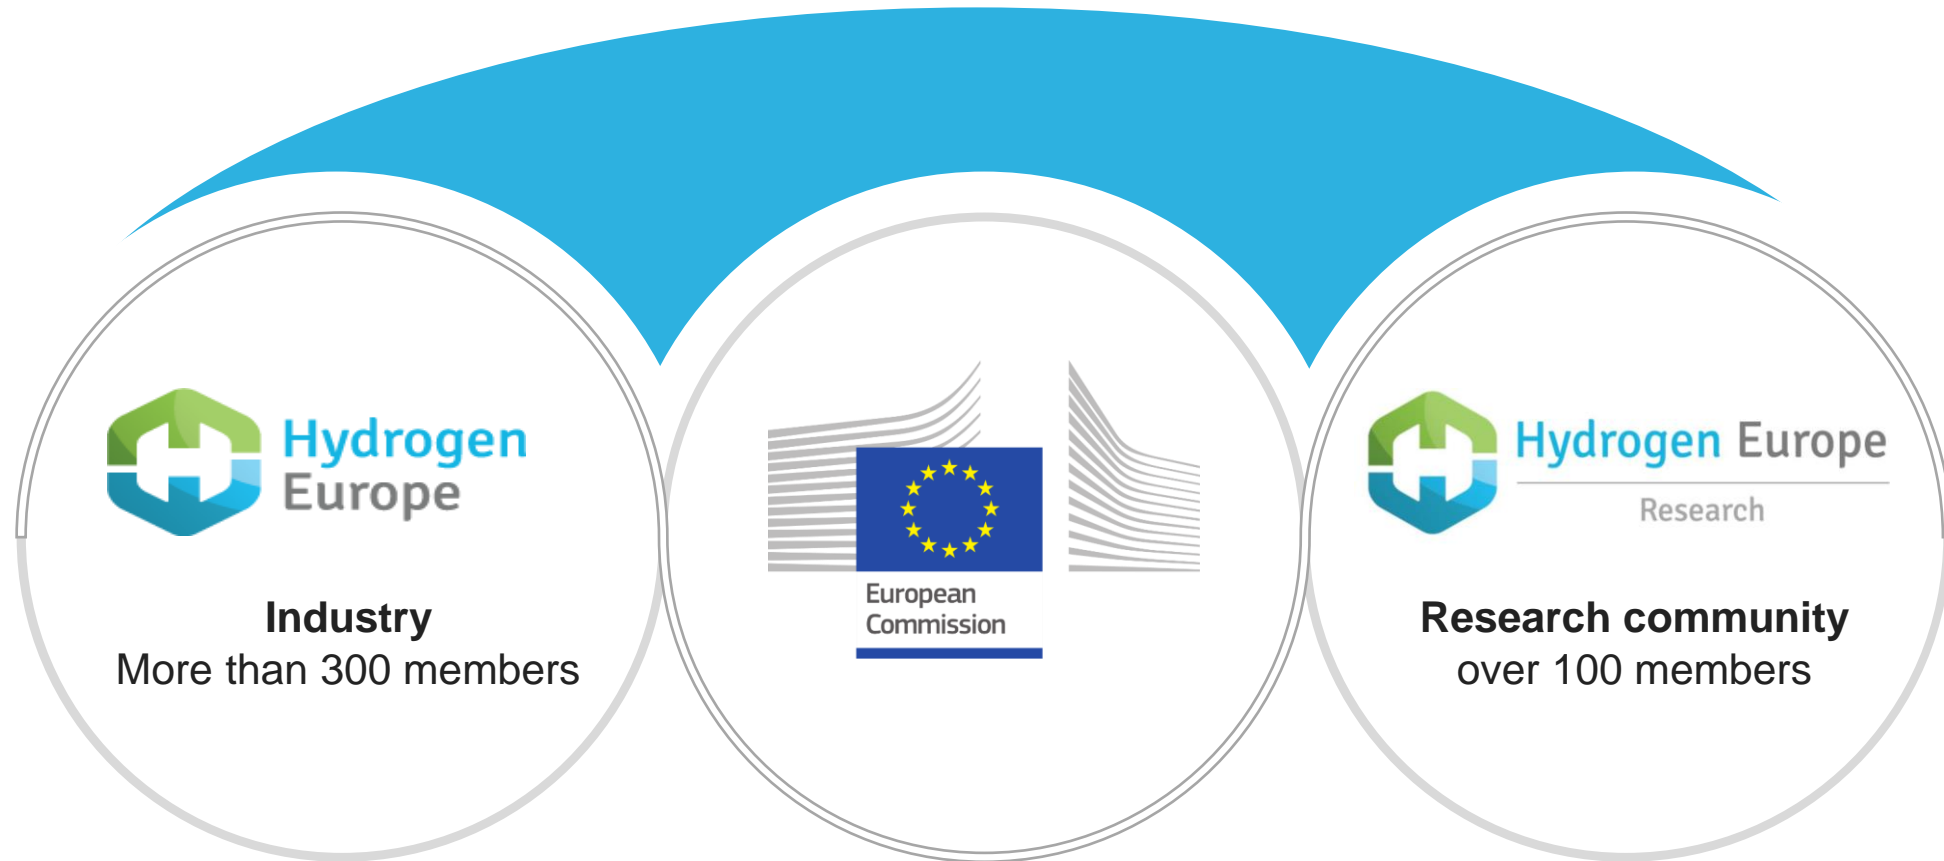 Hydrogen
Europe
Industry
More than 300 members
European
Commission
Hydrogen Europe
Research
Research community
over 100 members